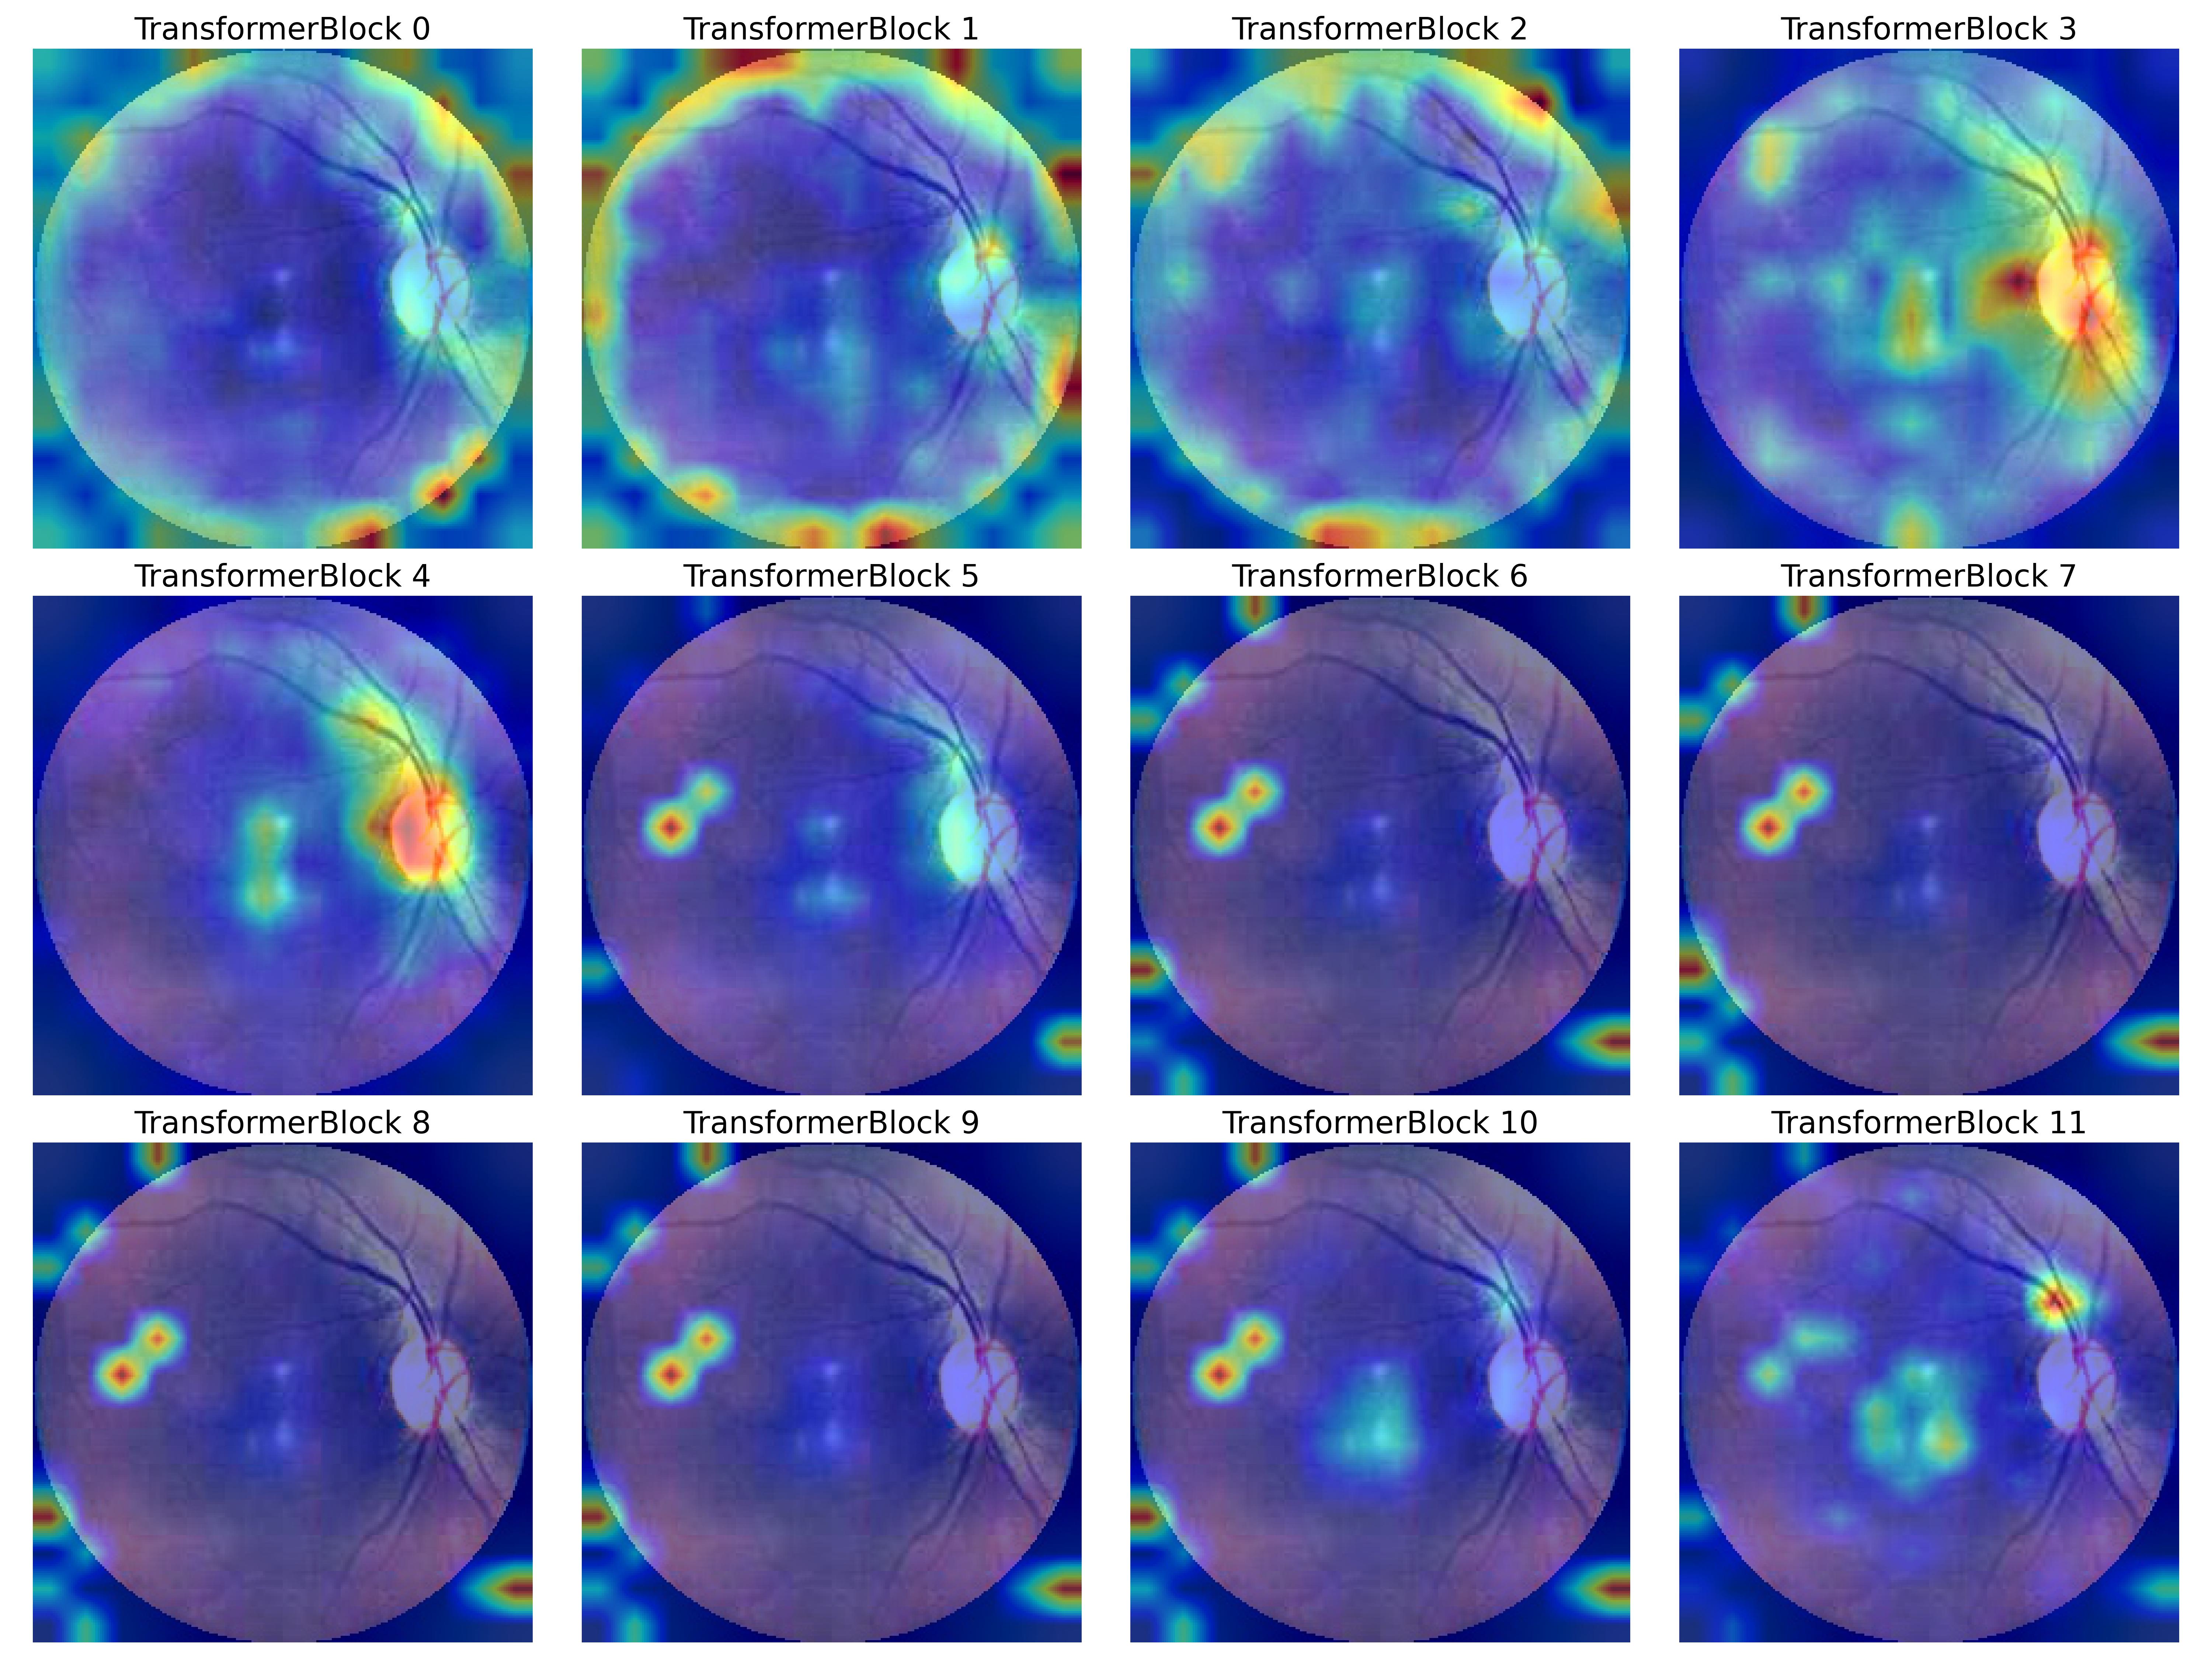 TransformerBlock 0
TransformerBlock 1
TransformerBlock 2
TransformerBlock 3
TransformerBlock 4
TransformerBlock 5
TransformerBlock 6
TransformerBlock 7
TransformerBlock 8
TransformerBlock 9
TransformerBlock 10
TransformerBlock 11